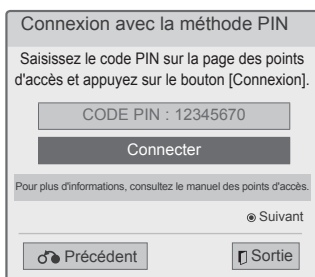 Connexion avec la méthode PIN
Saisissez le code PIN sur la page des points
d'accès et appuyez sur le bouton [Connexion].
CODE PIN : 12345670
Connecter
Pour plus d'informations, consultez le manuel des points d'accès.
Suivant
Précédent
Sortie